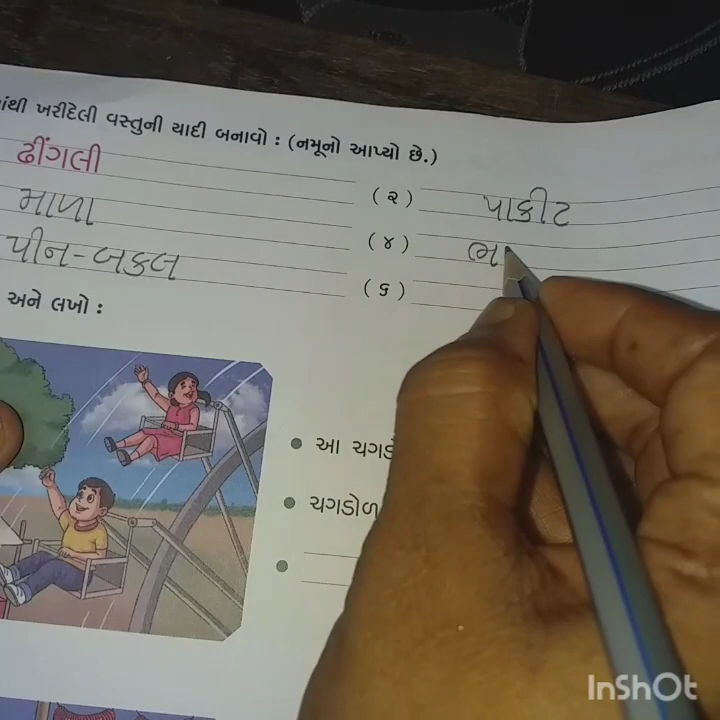 ંથી ખરીદેલી વસ્તુની યાદી બનાવો : (નમૂનો આપ્યો છે.)
ઢીંગલી
(૨) પાકીટ
માળા
(૪) ભ
પીન-બકલ
(૬)
અને લખો :
આ ચગડે
ચગડોળ
InShOt